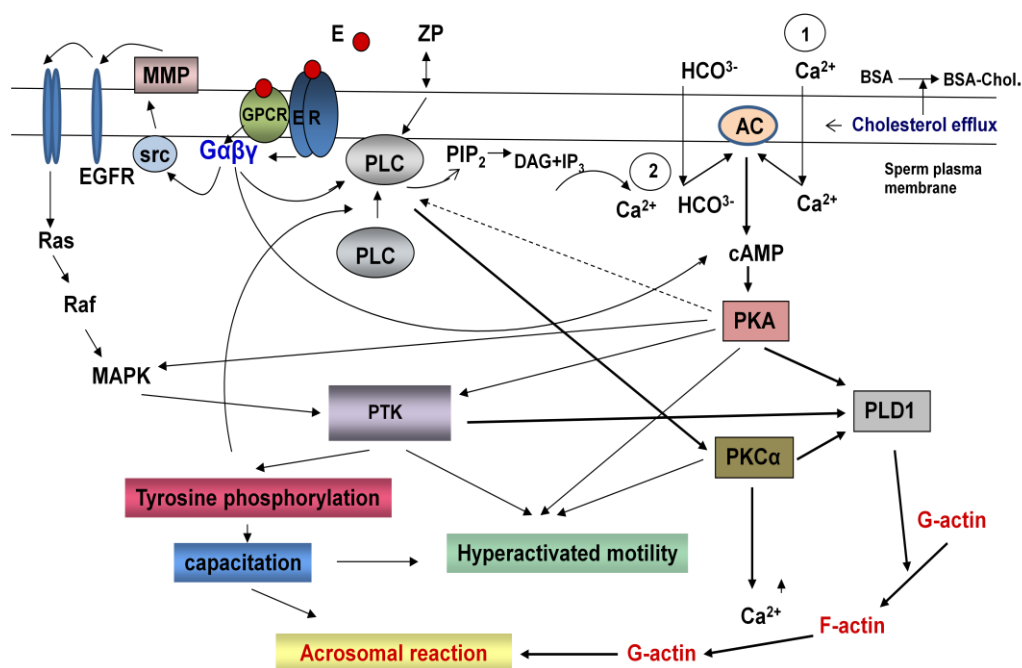 E
ZP
1
HCO³⁻
Ca²⁺
BSA
BSA-Chol.
MMP
GPCR
E R
AC
Cholesterol efflux
EGFR
src
Gαβγ
PLC
PIP₂
DAG+IP₃
2
Ca²⁺
HCO³⁻
Ca²⁺
Sperm plasma
membrane
Ras
PLC
cAMP
Raf
PKA
MAPK
PTK
PLD1
PKCα
Tyrosine phosphorylation
G-actin
capacitation
Hyperactivated motility
Ca²⁺
F-actin
Acrosomal reaction
G-actin